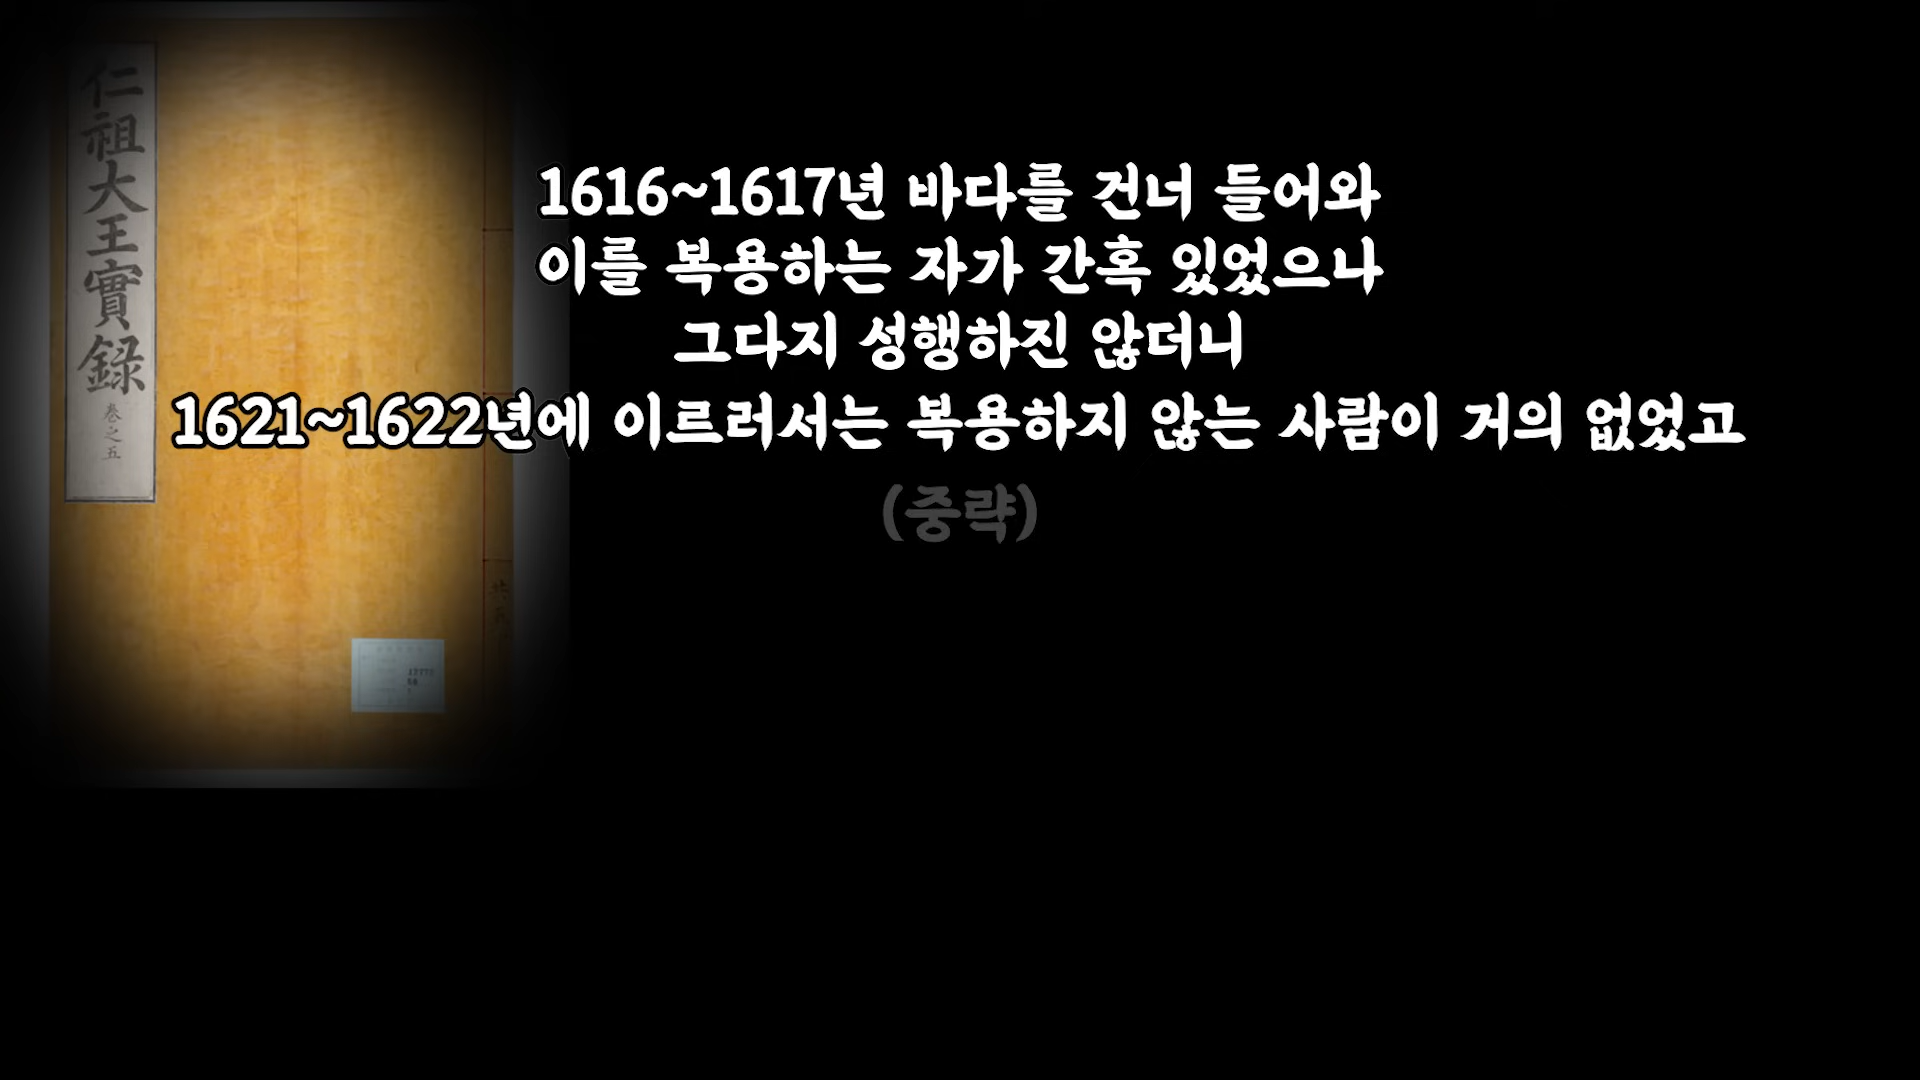 仁祖大王實録
卷之五
1616~1617년 바다를 건너 들어와
이를 복용하는 자가 간혹 있었으나
그다지 성행하진 않더니
1621~1622년에 이르러서는 복용하지 않는 사람이 거의 없었고
(중략)